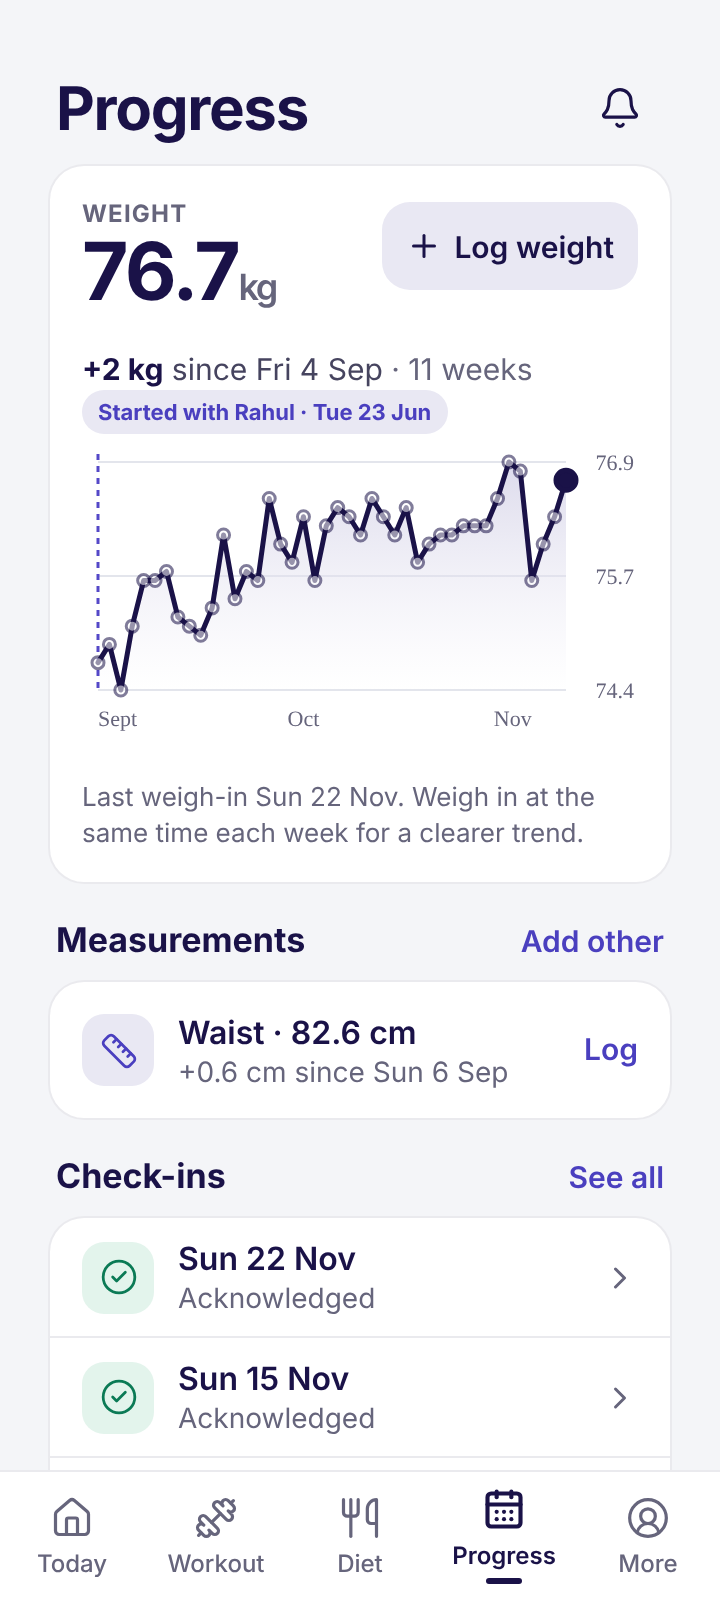 Progress
WEIGHT
76.7kg
+ Log weight
+2 kg since Fri 4 Sep · 11 weeks
Started with Rahul · Tue 23 Jun
76.9
75.7
74.4
Sept Oct Nov
Last weigh-in Sun 22 Nov. Weigh in at the
same time each week for a clearer trend.
Measurements Add other
Waist · 82.6 cm
+0.6 cm since Sun 6 Sep
Log
Check-ins See all
Sun 22 Nov
Acknowledged
Sun 15 Nov
Acknowledged
Today Workout Diet Progress More